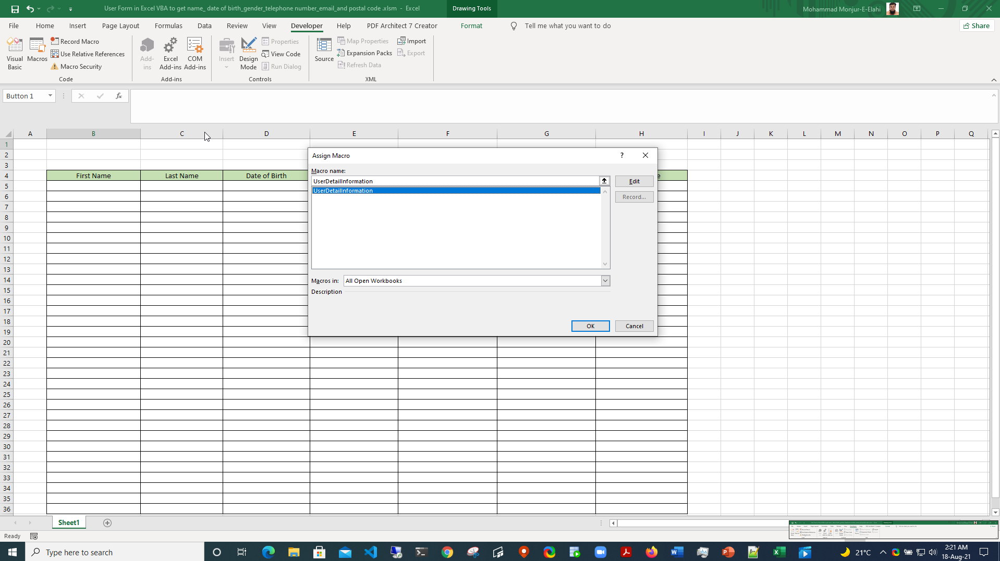 User Form in Excel VBA to get name_ date of birth_gender_telephone number_email_and postal code .xlsm - Excel
Drawing Tools
Mohammad Monjur-E-Elahi
File Home Insert Page Layout Formulas Data Review View Developer Help PDF Architect 7 Creator Format Tell me what you want to do Share
Visual Basic
Macros
Record Macro
Use Relative References
Macro Security
Code
Add-ins
Excel Add-ins
COM Add-ins
Add-ins
Insert
Design Mode
Properties
View Code
Run Dialog
Controls
Source
Map Properties
Expansion Packs
Refresh Data
Import
Export
XML
Button 1
fx
A B C D E F G H I J K L M N O P Q
1
2
3
4 First Name Last Name Date of Birth e
5
6
7
8
9
10
11
12
13
14
15
16
17
18
19
20
21
22
23
24
25
26
27
28
29
30
31
32
33
34
35
36
Assign Macro
?
Macro name:
UserDetailInformation
UserDetailInformation
Edit
Record...
Macros in: All Open Workbooks
Description
OK Cancel
Sheet1
Ready
Type here to search
21°C
2:21 AM
18-Aug-21